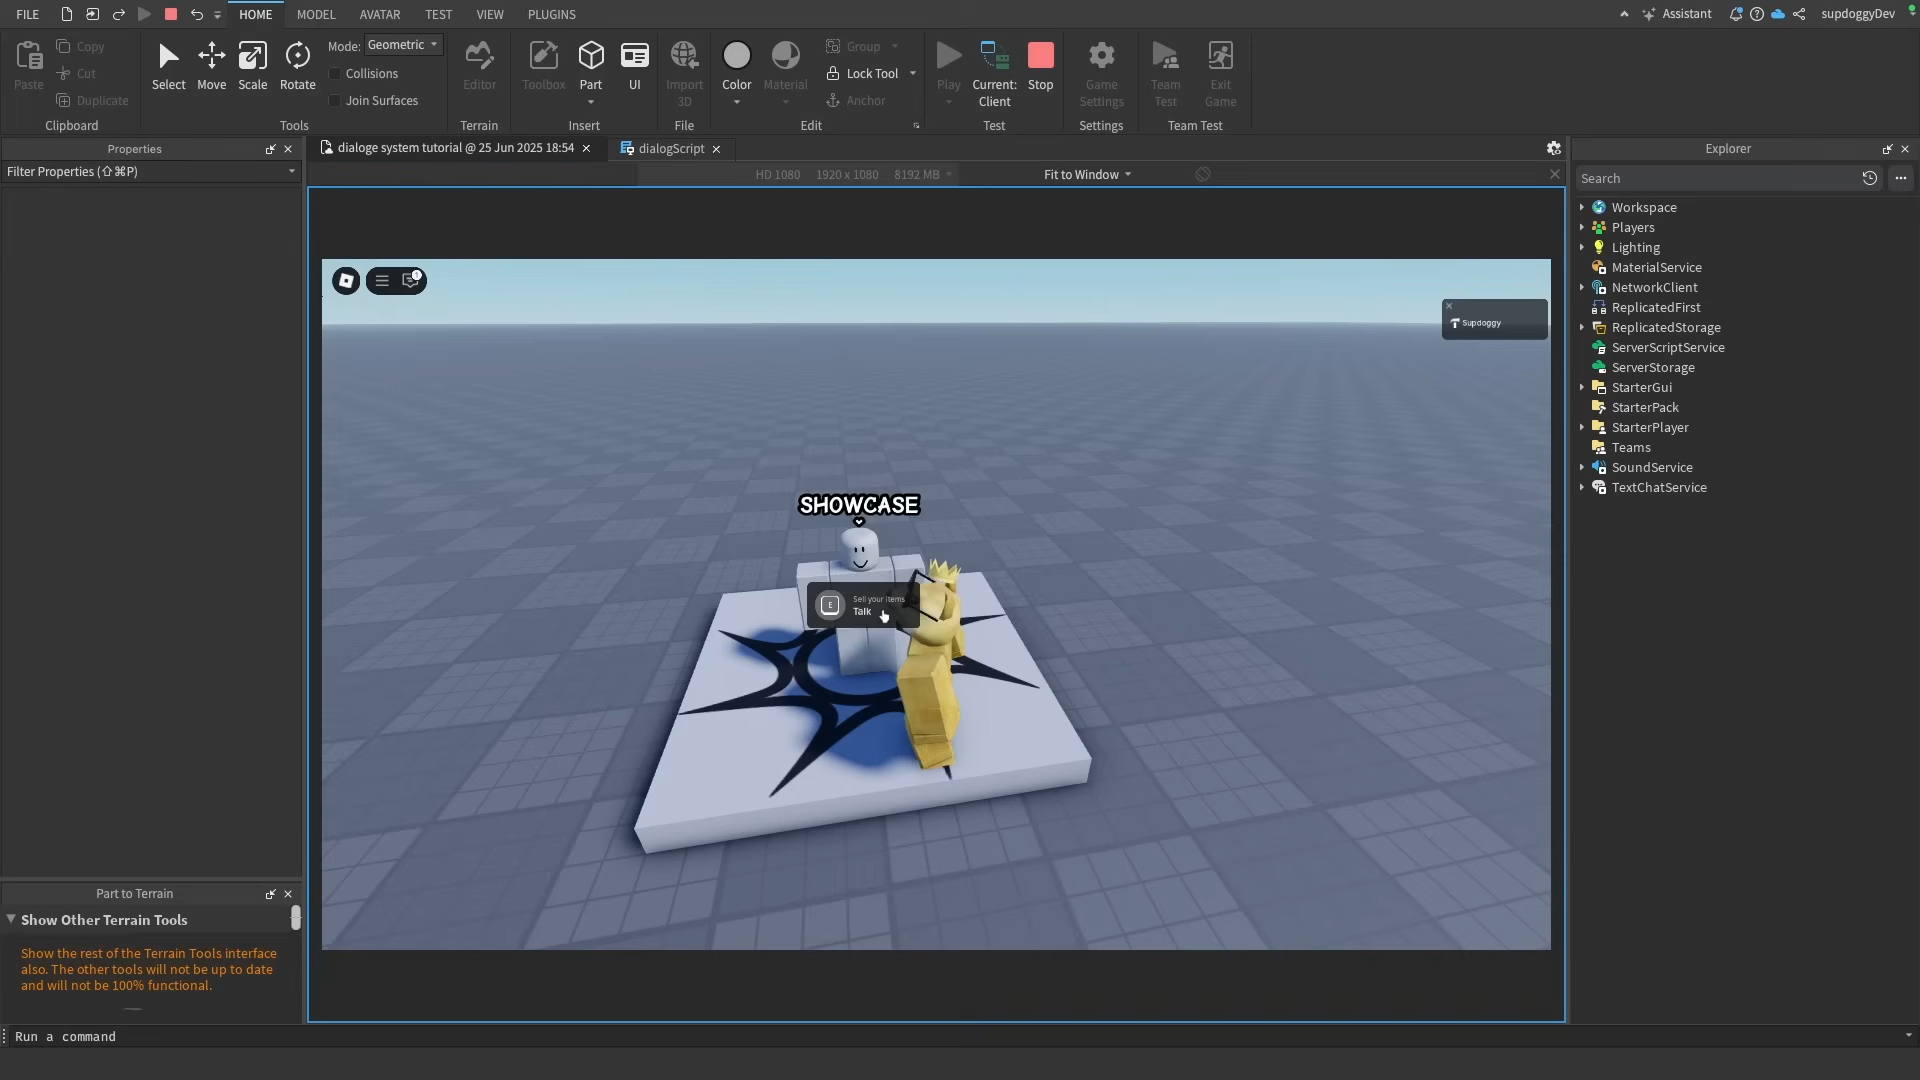 FILE HOME MODEL AVATAR TEST VIEW PLUGINS Assistant supdoggyDev
Paste Copy Cut Duplicate Clipboard
Select Move Scale Rotate Mode: Geometric Collisions Join Surfaces Tools
Editor Terrain
Toolbox Part UI Insert
Import 3D File
Color Material Group Lock Tool Anchor Edit
Play Current: Client Stop Test
Game Settings Settings
Team Test Exit Game Team Test
Properties
Filter Properties (⇧⌘P)
dialoge system tutorial @ 25 Jun 2025 18:54 dialogScript
HD 1080 1920 x 1080 8192 MB Fit to Window
1
Supdoggy
SHOWCASE
E
Sell your items
Talk
Explorer
Search
Workspace
Players
Lighting
MaterialService
NetworkClient
ReplicatedFirst
ReplicatedStorage
ServerScriptService
ServerStorage
StarterGui
StarterPack
StarterPlayer
Teams
SoundService
TextChatService
Part to Terrain
Show Other Terrain Tools
Show the rest of the Terrain Tools interface
also. The other tools will not be up to date
and will not be 100% functional.
Run a command